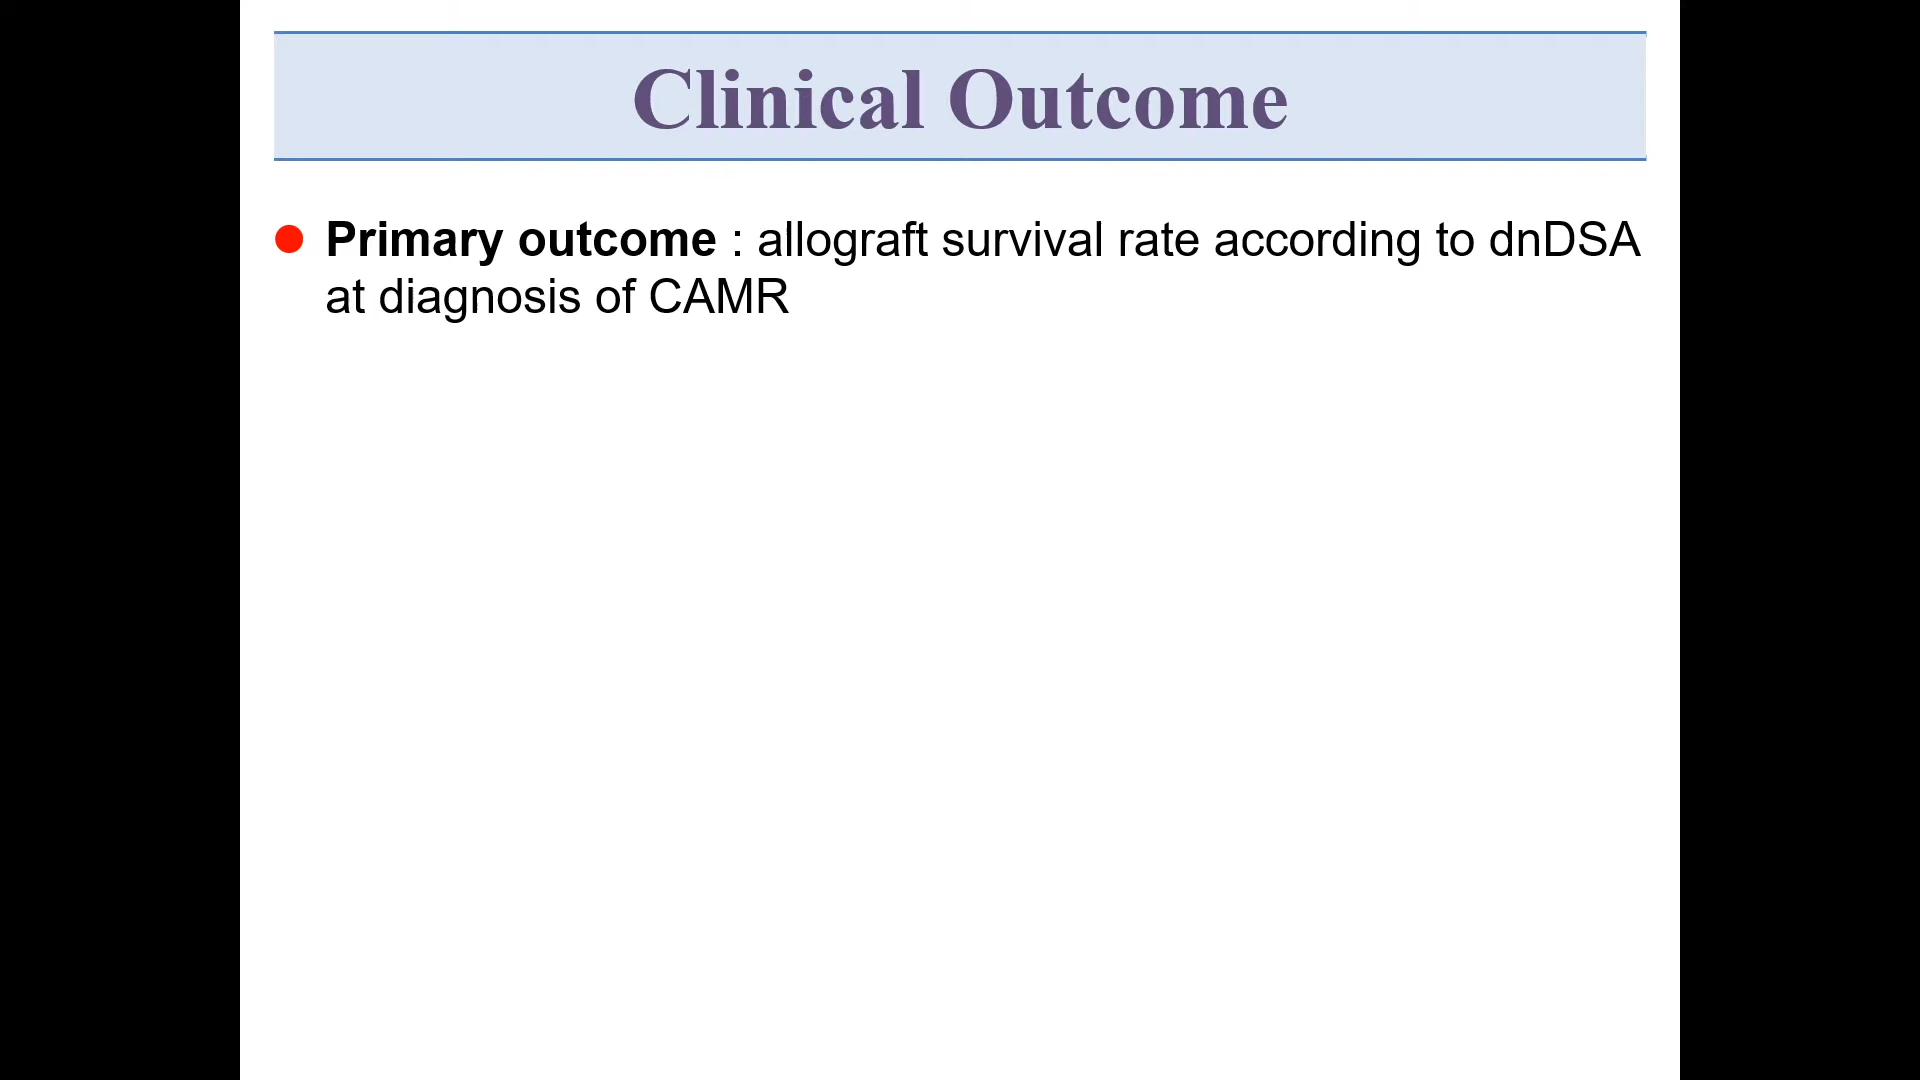 Clinical Outcome
Primary outcome : allograft survival rate according to dnDSA
at diagnosis of CAMR